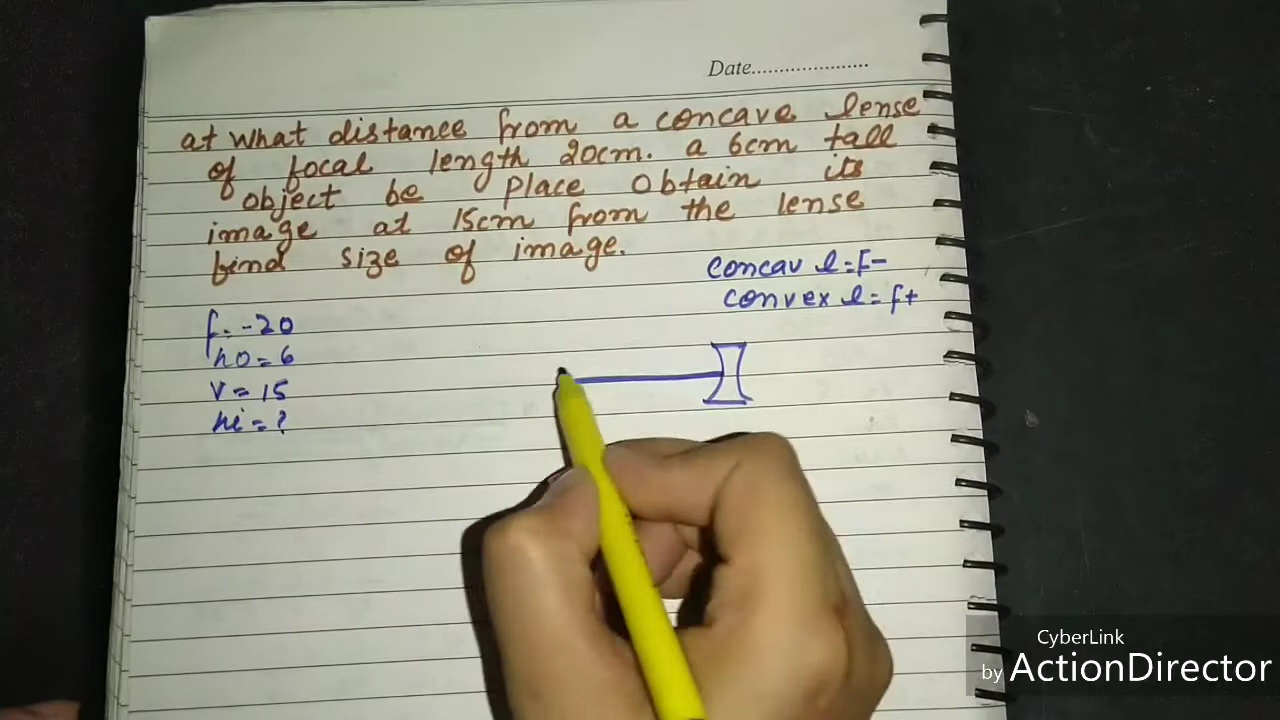 Date....................
at what distance from a concave lense
of focal length 20cm. a 6cm tall
object be place obtain its
image at 15cm from the lense
find size of image.
concav l=f-
convex l=f+
f=-20
ho=6
v=15
hi=?
CyberLink
by ActionDirector